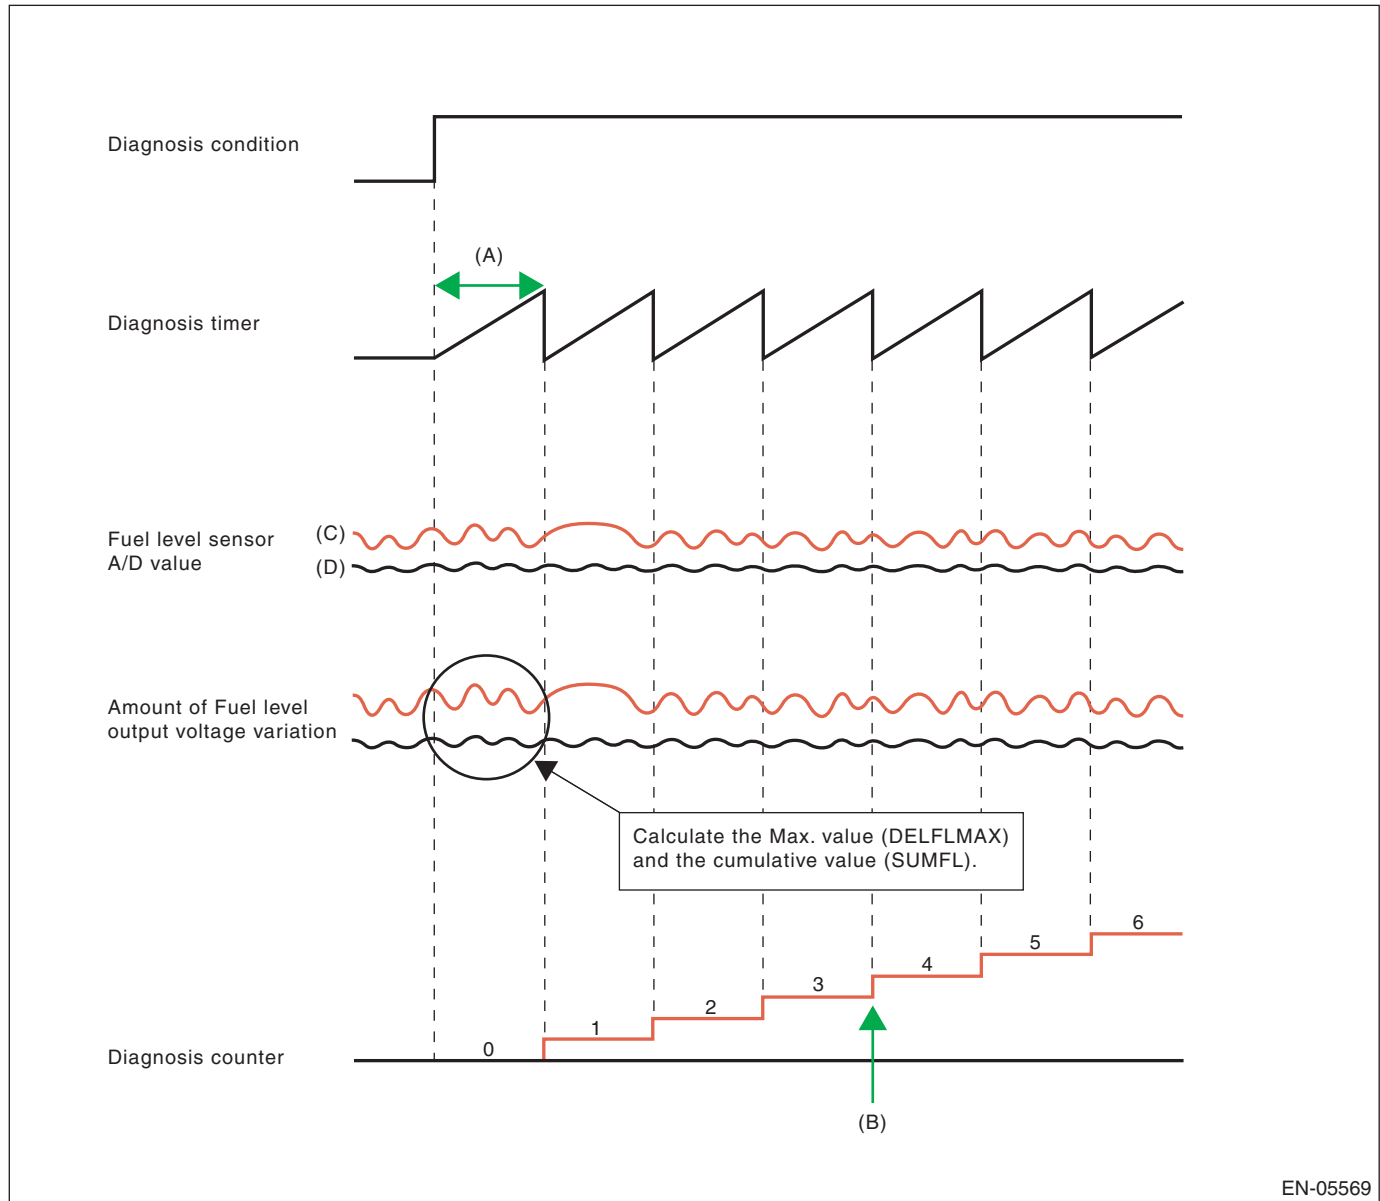 Diagnosis condition
(A)
Diagnosis timer
Fuel level sensor
A/D value
(C)
(D)
Amount of Fuel level
output voltage variation
Calculate the Max. value (DELFLMAX)
and the cumulative value (SUMFL).
Diagnosis counter
0
1
2
3
4
5
6
(B)
EN-05569